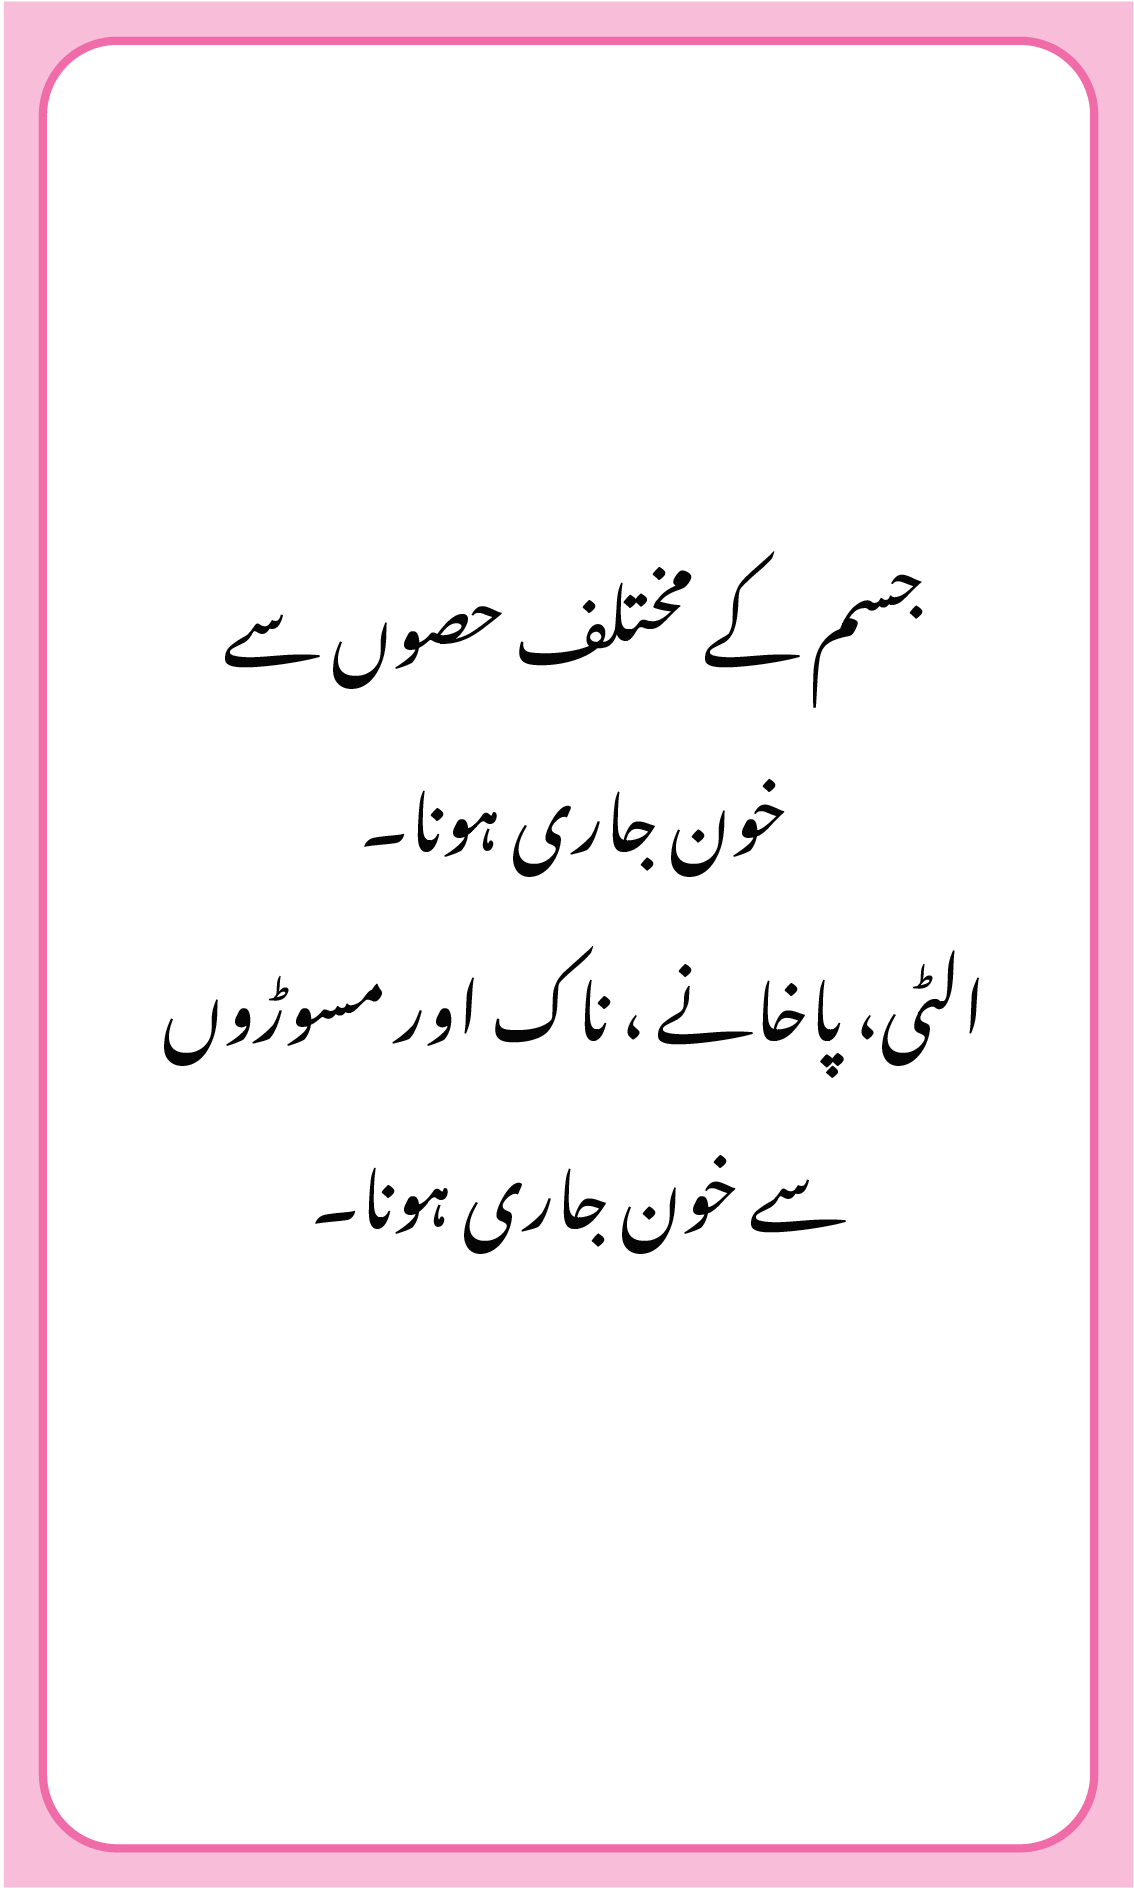 جسم کے مختلف حصوں سے
خون جاری ہونا۔
الٹی، پاخانے، ناک اور مسوڑوں
سے خون جاری ہونا۔